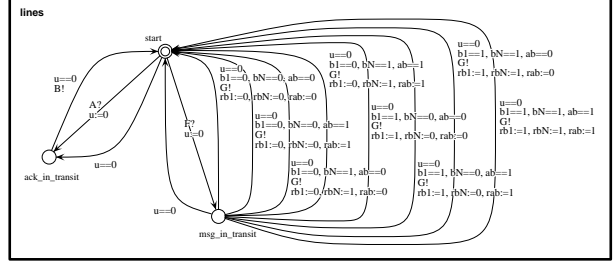 lines
start
u==0
B!
A?
u:=0
u==0
ack_in_transit
F?
u:=0
u==0
msg_in_transit
u==0
b1==0, bN==0, ab==0
G!
rb1:=0, rbN:=0, rab:=0
u==0
b1==0, bN==0, ab==1
G!
rb1:=0, rbN:=0, rab:=1
u==0
b1==0, bN==1, ab==0
G!
rb1:=0, rbN:=1, rab:=0
u==0
b1==0, bN==1, ab==1
G!
rb1:=0, rbN:=1, rab:=1
u==0
b1==1, bN==0, ab==0
G!
rb1:=1, rbN:=0, rab:=0
u==0
b1==1, bN==0, ab==1
G!
rb1:=1, rbN:=0, rab:=1
u==0
b1==1, bN==1, ab==0
G!
rb1:=1, rbN:=1, rab:=0
u==0
b1==1, bN==1, ab==1
G!
rb1:=1, rbN:=1, rab:=1